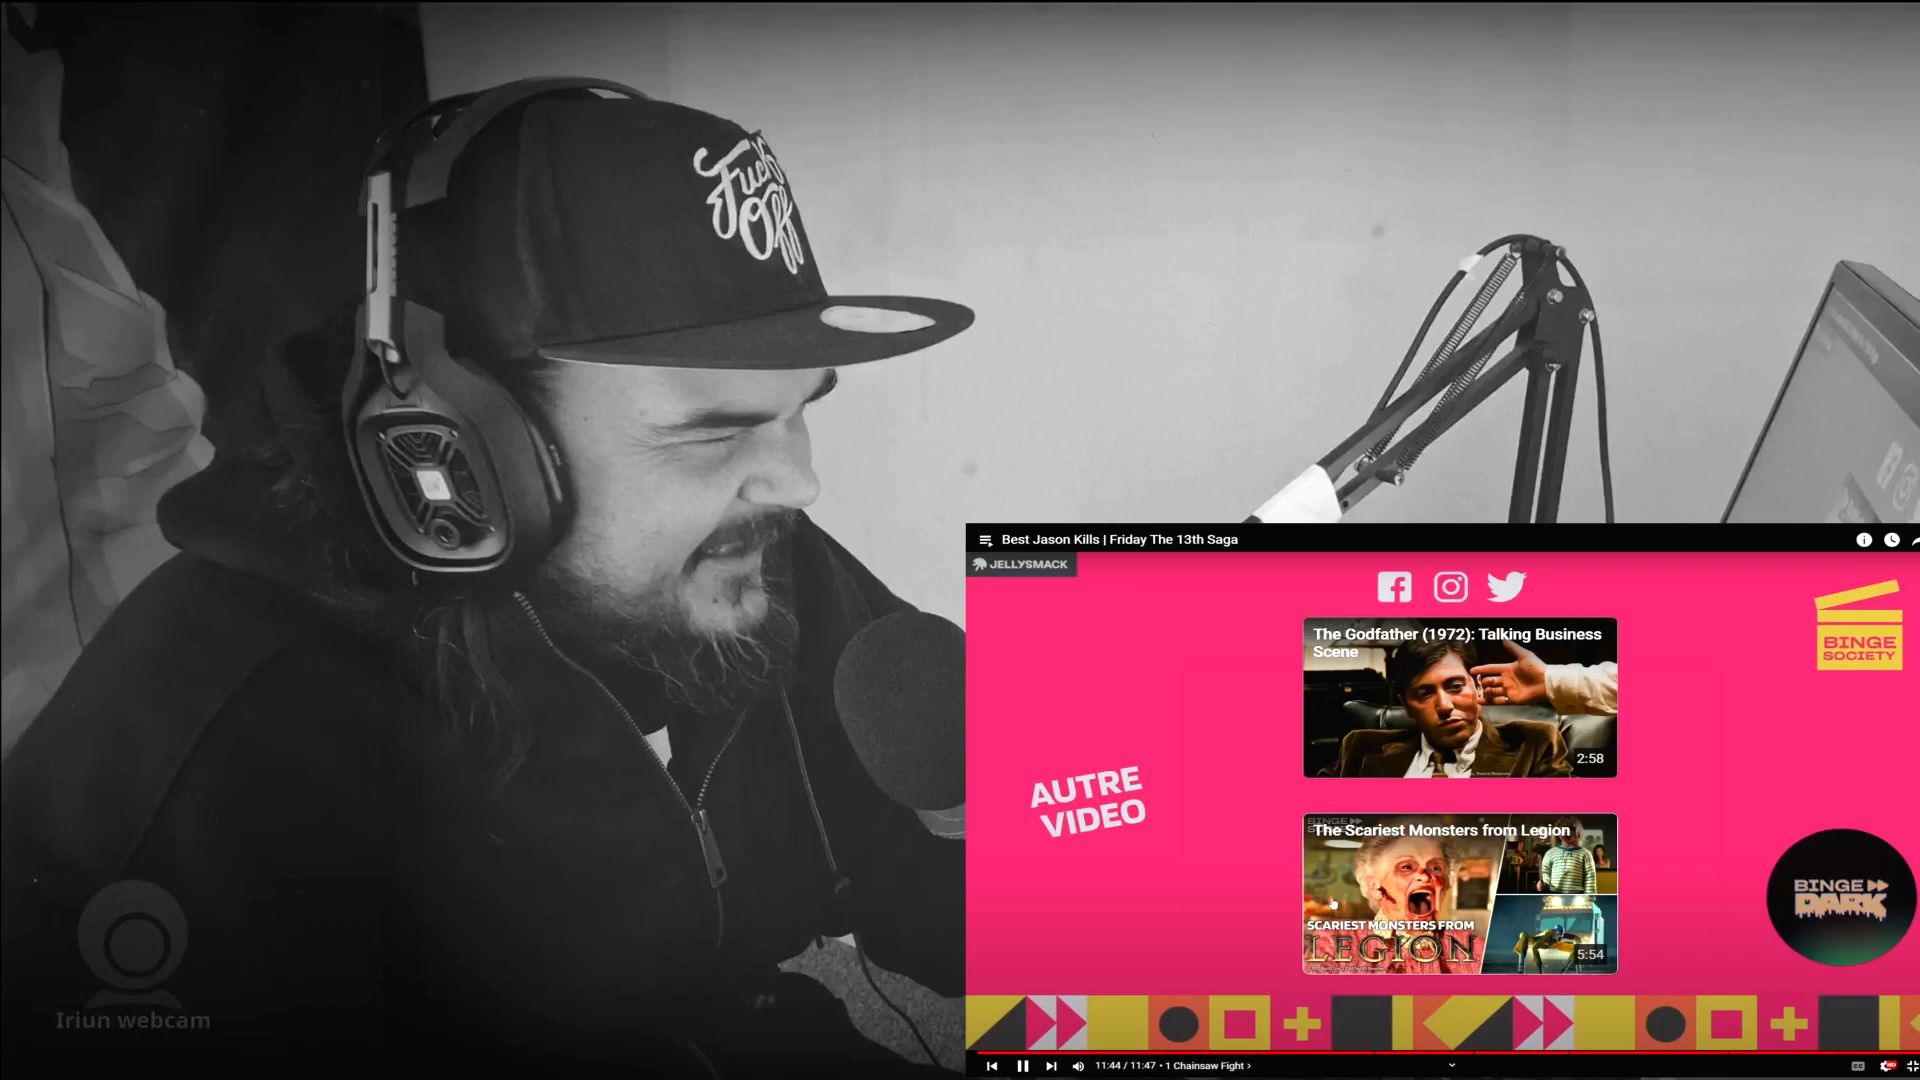 Fuck
Off
Best Jason Kills | Friday The 13th Saga
JELLYSMACK
The Godfather (1972): Talking Business
Scene
2:58
BINGE
SOCIETY
AUTRE
VIDEO
The Scariest Monsters from Legion
SCARIEST MONSTERS FROM
LEGION
5:54
BINGE
DARK
Iriun webcam
11:44 / 11:47 • 1 Chainsaw Fight ›